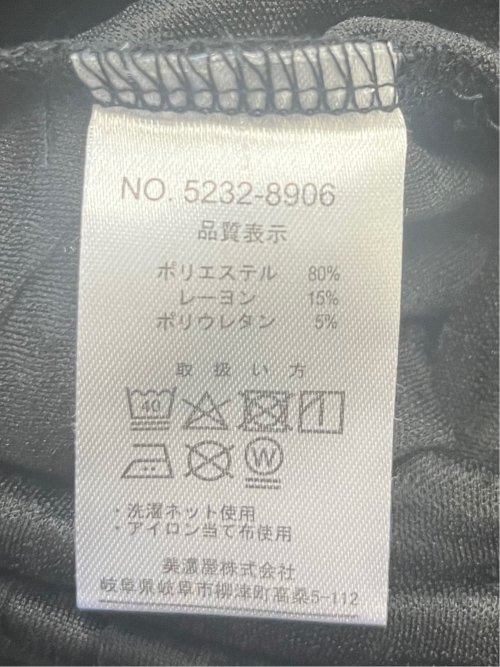 NO. 5232-8906
品質表示
ポリエステル 80%
レーヨン 15%
ポリウレタン 5%
取扱い方
40
W
・洗濯ネット使用
・アイロン当て布使用
美濃屋株式会社
岐阜県岐阜市柳津町高桑5-112